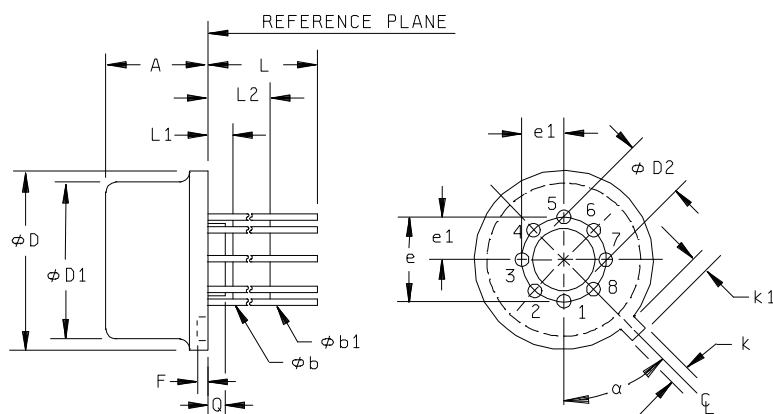 REFERENCE PLANE
A
L
L2
L1
e1
φD2
φD
φD1
e1
e
5
4
6
7
3
8
2
1
k1
φb1
φb
k
F
Q
α
℄